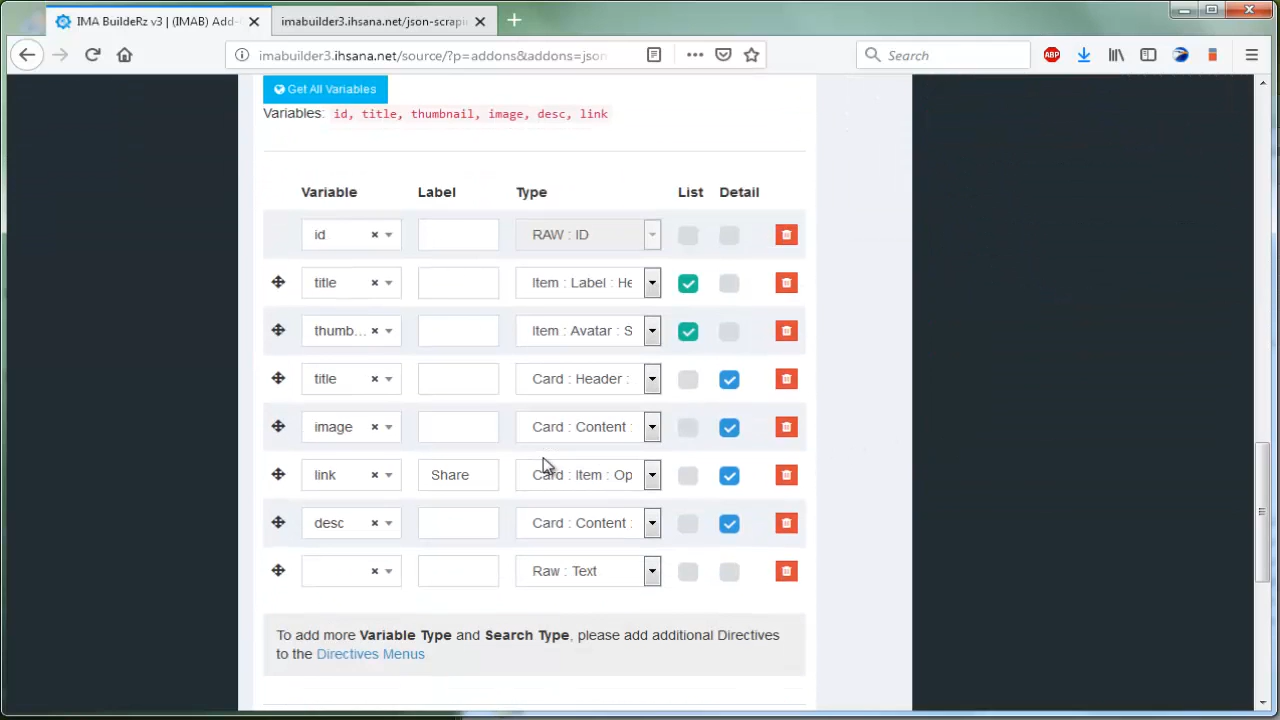 IMA BuildeRz v3 | (IMAB) Add-
imabuilder3.ihsana.net/json-scrapin
imabuilder3.ihsana.net/source/?p=addons&addons=json
Search
ABP
Get All Variables
Variables: id, title, thumbnail, image, desc, link
Variable Label Type List Detail
id RAW : ID
title Item : Label : He
thumb... Item : Avatar : S
title Card : Header :
image Card : Content :
link Share Card : Item : Op
desc Card : Content :
Raw : Text
To add more Variable Type and Search Type, please add additional Directives
to the Directives Menus